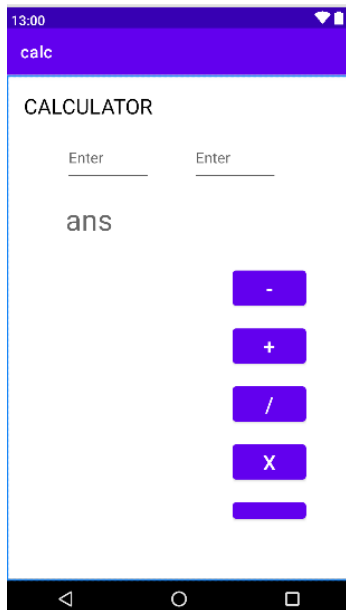 13:00
calc
CALCULATOR
Enter Enter
ans
-
+
/
X